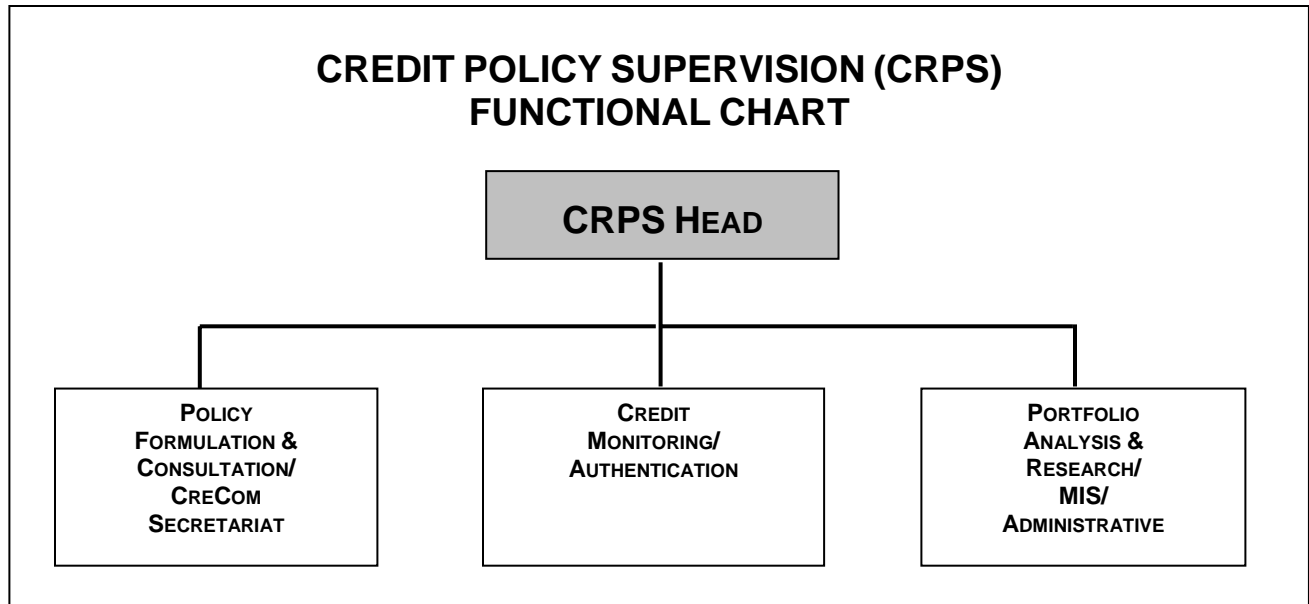 CREDIT POLICY SUPERVISION (CRPS)
FUNCTIONAL CHART
CRPS HEAD
POLICY
FORMULATION &
CONSULTATION/
CRECOM
SECRETARIAT
CREDIT
MONITORING/
AUTHENTICATION
PORTFOLIO
ANALYSIS &
RESEARCH/
MIS/
ADMINISTRATIVE